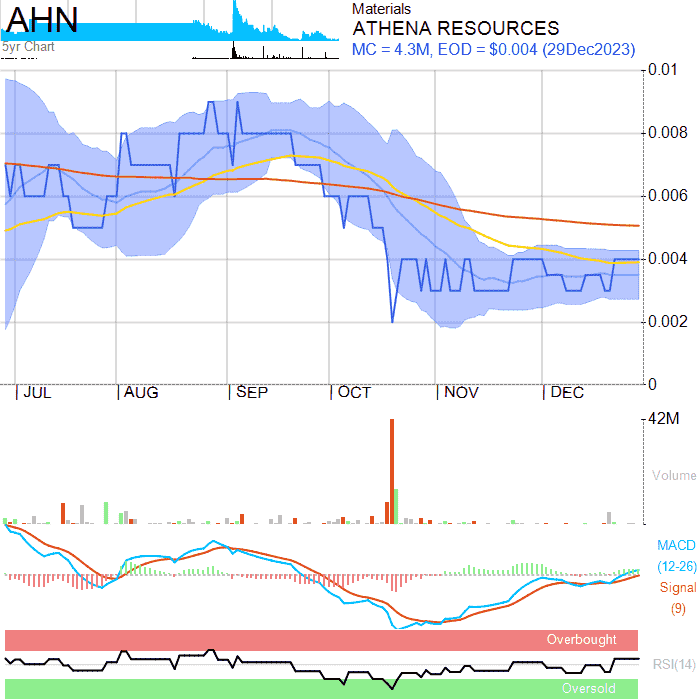 AHN
5yr Chart
Materials
ATHENA RESOURCES
MC = 4.3M, EOD = $0.004 (29Dec2023)
0.01
0.008
0.006
0.004
0.002
0
JUL AUG SEP OCT NOV DEC
42M
Volume
MACD
(12-26)
Signal
(9)
Overbought
RSI(14)
Oversold